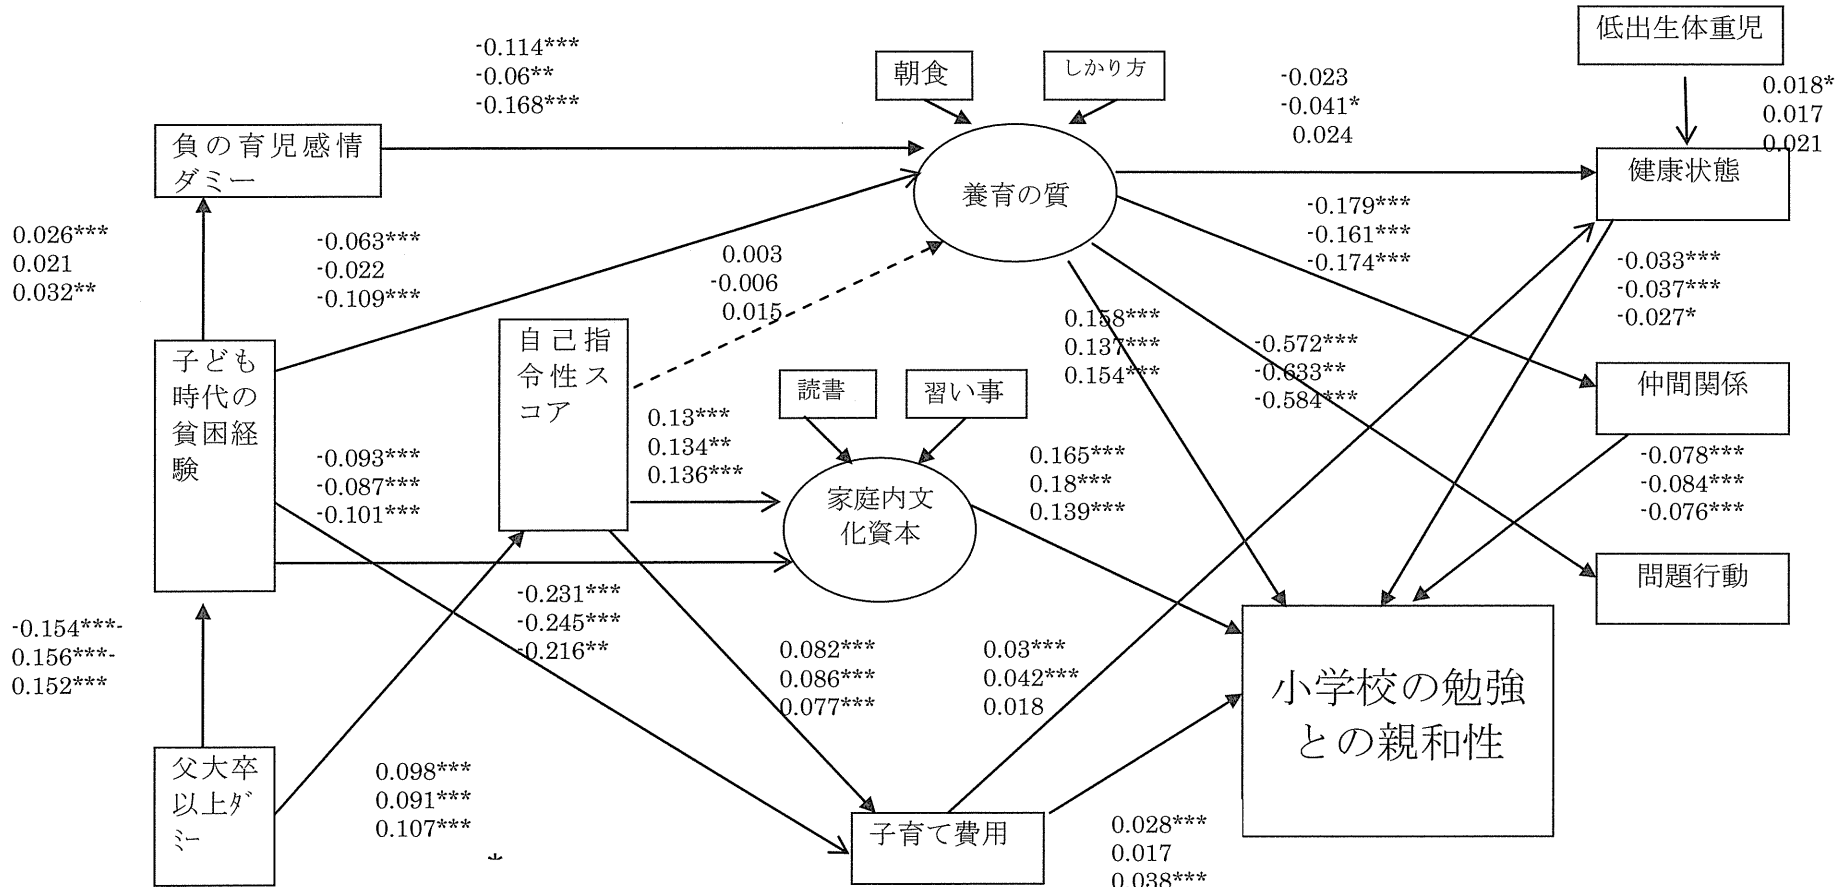 低出生体重児
-0.114***
-0.06**
-0.168***
朝食
しかり方
-0.023
-0.041*
0.024
0.018*
0.017
0.021
負の育児感情
ダミー
養育の質
健康状態
0.026***
0.021
0.032**
-0.063***
-0.022
-0.109***
0.003
-0.006
0.015
-0.179***
-0.161***
-0.174***
-0.033***
-0.037***
-0.027*
子ども
時代の
貧困経
験
自己指
令性ス
コア
0.158***
0.137***
0.154***
-0.572***
-0.633**
-0.584***
仲間関係
読書
習い事
0.13***
0.134**
0.136***
-0.093***
-0.087***
-0.101***
家庭内文
化資本
0.165***
0.18***
0.139***
-0.078***
-0.084***
-0.076***
問題行動
-0.231***
-0.245***
-0.216**
-0.154***-
0.156***-
0.152***
0.082***
0.086***
0.077***
0.03***
0.042***
0.018
小学校の勉強
との親和性
父大卒
以上ﾀﾞ
ﾐｰ
0.098***
0.091***
0.107***
子育て費用
0.028***
0.017
0.038***